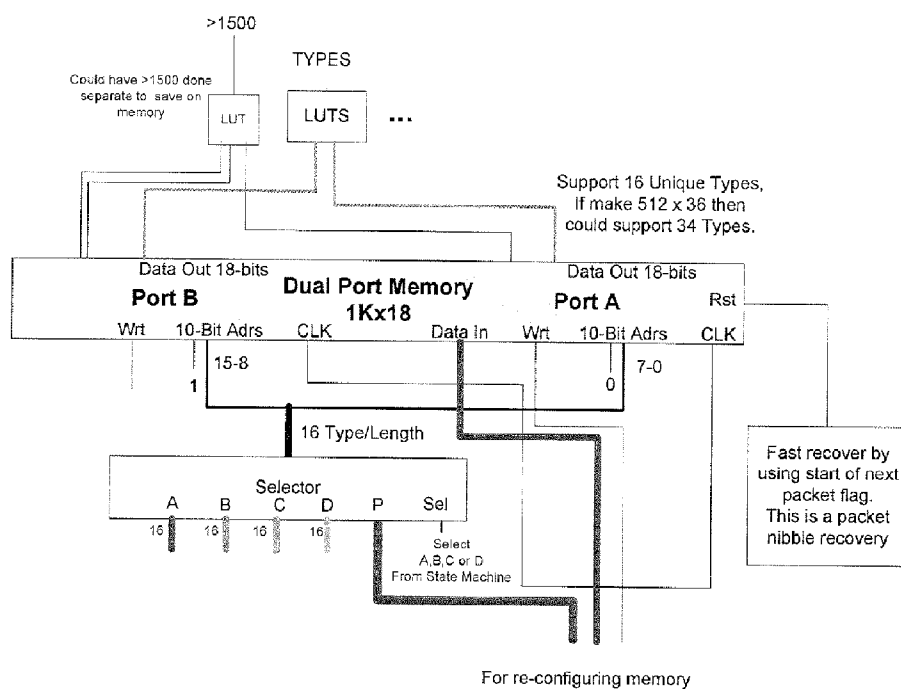 >1500
TYPES
Could have >1500 done
separate to save on
memory
LUT
LUTS
...
Support 16 Unique Types,
If make 512 x 36 then
could support 34 Types.
Data Out 18-bits
Data Out 18-bits
Port B
Dual Port Memory
1Kx18
Port A
Rst
Wrt
10-Bit Adrs
CLK
Data In
Wrt
10-Bit Adrs
CLK
15-8
7-0
1
0
16 Type/Length
Selector
A
B
C
D
P
Sel
16
16
16
16
Select
A,B,C or D
From State Machine
Fast recover by
using start of next
packet flag.
This is a packet
nibble recovery
For re-configuring memory